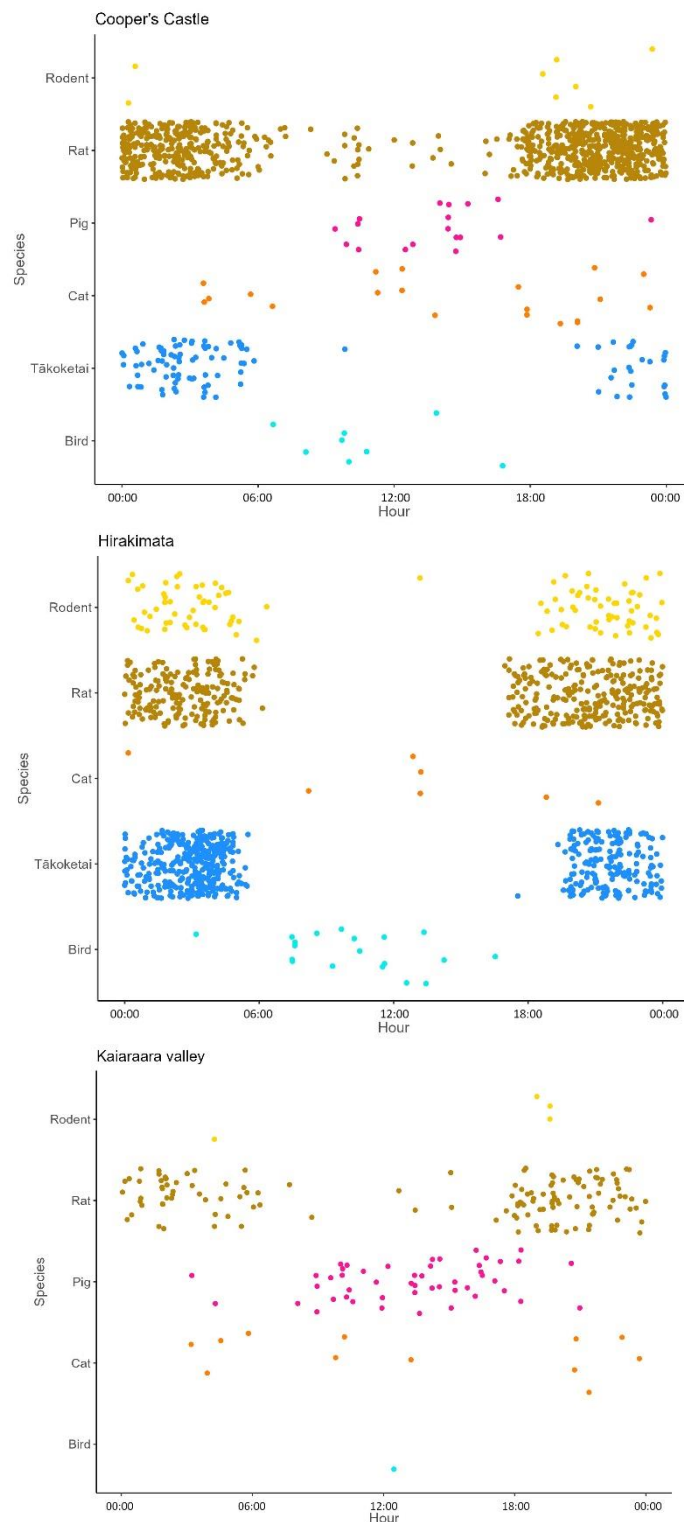 Cooper's Castle
Rodent
Rat
Pig
Cat
Tākoketai
Bird
Species
00:00 06:00 12:00 18:00 00:00
Hour
Hirakimata
Rodent
Rat
Cat
Tākoketai
Bird
Species
00:00 06:00 12:00 18:00 00:00
Hour
Kaiaraara valley
Rodent
Rat
Pig
Cat
Bird
Species
00:00 06:00 12:00 18:00 00:00
Hour